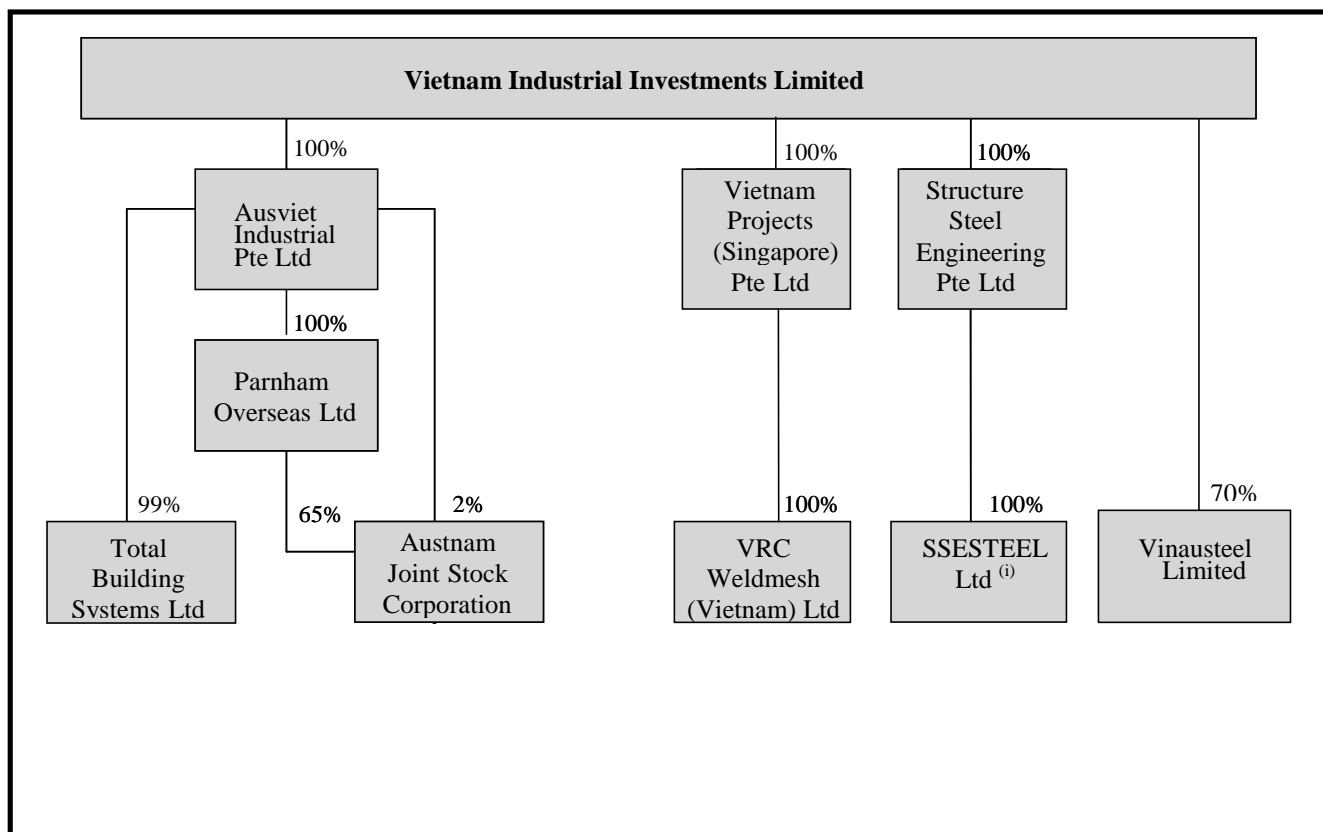 Vietnam Industrial Investments Limited
100%
100%
100%
Ausviet
Industrial
Pte Ltd
Vietnam
Projects
(Singapore)
Pte Ltd
Structure
Steel
Engineering
Pte Ltd
100%
Parnham
Overseas Ltd
99%
65%
2%
100%
100%
70%
Total
Building
Systems Ltd
Austnam
Joint Stock
Corporation
VRC
Weldmesh
(Vietnam) Ltd
SSESTEEL
Ltd (i)
Vinausteel
Limited